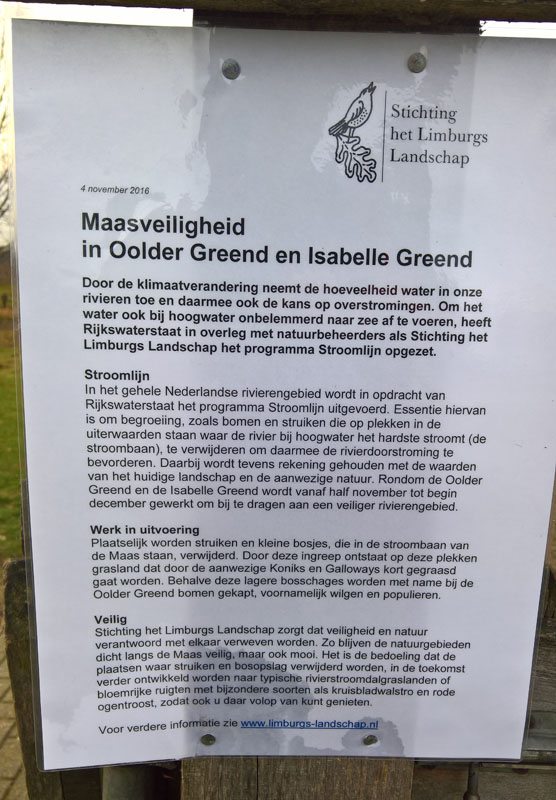 Stichting
het Limburgs
Landschap
4 november 2016
Maasveiligheid
in Oolder Greend en Isabelle Greend
Door de klimaatverandering neemt de hoeveelheid water in onze
rivieren toe en daarmee ook de kans op overstromingen. Om het
water ook bij hoogwater onbelemmerd naar zee af te voeren, heeft
Rijkswaterstaat in overleg met natuurbeheerders als Stichting het
Limburgs Landschap het programma Stroomlijn opgezet.
Stroomlijn
In het gehele Nederlandse rivierengebied wordt in opdracht van
Rijkswaterstaat het programma Stroomlijn uitgevoerd. Essentie hiervan
is om begroeiing, zoals bomen en struiken die op plekken in de
uiterwaarden staan waar de rivier bij hoogwater het hardste stroomt (de
stroombaan), te verwijderen om daarmee de rivierdoorstroming te
bevorderen. Daarbij wordt tevens rekening gehouden met de waarden
van het huidige landschap en de aanwezige natuur. Rondom de Oolder
Greend en de Isabelle Greend wordt vanaf half november tot begin
december gewerkt om bij te dragen aan een veiliger rivierengebied.
Werk in uitvoering
Plaatselijk worden struiken en kleine bosjes, die in de stroombaan van
de Maas staan, verwijderd. Door deze ingreep ontstaat op deze plekken
grasland dat door de aanwezige Koniks en Galloways kort gegraasd
gaat worden. Behalve deze lagere bosschages worden met name bij de
Oolder Greend bomen gekapt, voornamelijk wilgen en populieren.
Veilig
Stichting het Limburgs Landschap zorgt dat veiligheid en natuur
verantwoord met elkaar verweven worden. Zo blijven de natuurgebieden
dicht langs de Maas veilig, maar ook mooi. Het is de bedoeling dat de
plaatsen waar struiken en bosopslag verwijderd worden, in de toekomst
verder ontwikkeld worden naar typische rivierstroomdalgraslanden of
bloemrijke ruigten met bijzondere soorten als kruisbladwalstro en rode
ogentroost, zodat ook u daar volop van kunt genieten.
Voor verdere informatie zie www.limburgs-landschap.nl